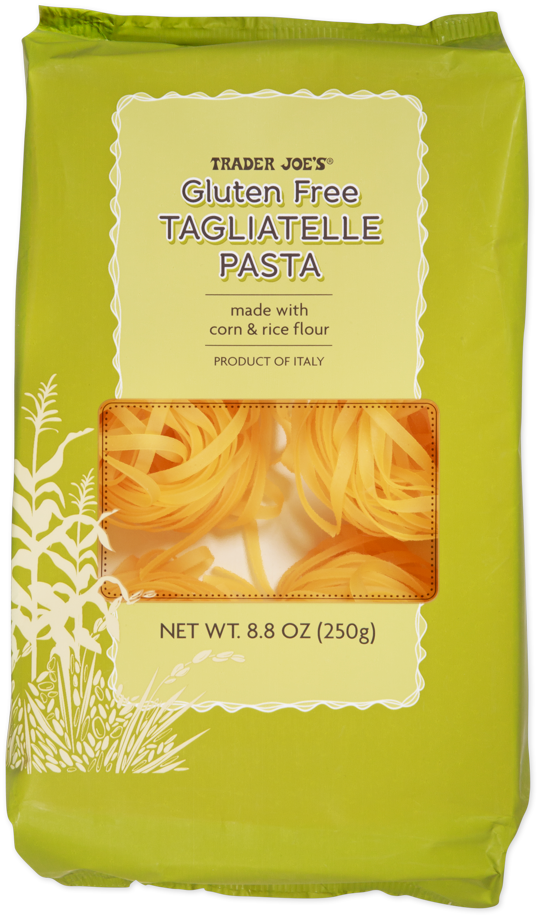 TRADER JOE'S®
Gluten Free
TAGLIATELLE
PASTA
made with
corn & rice flour
PRODUCT OF ITALY
NET WT. 8.8 OZ (250g)